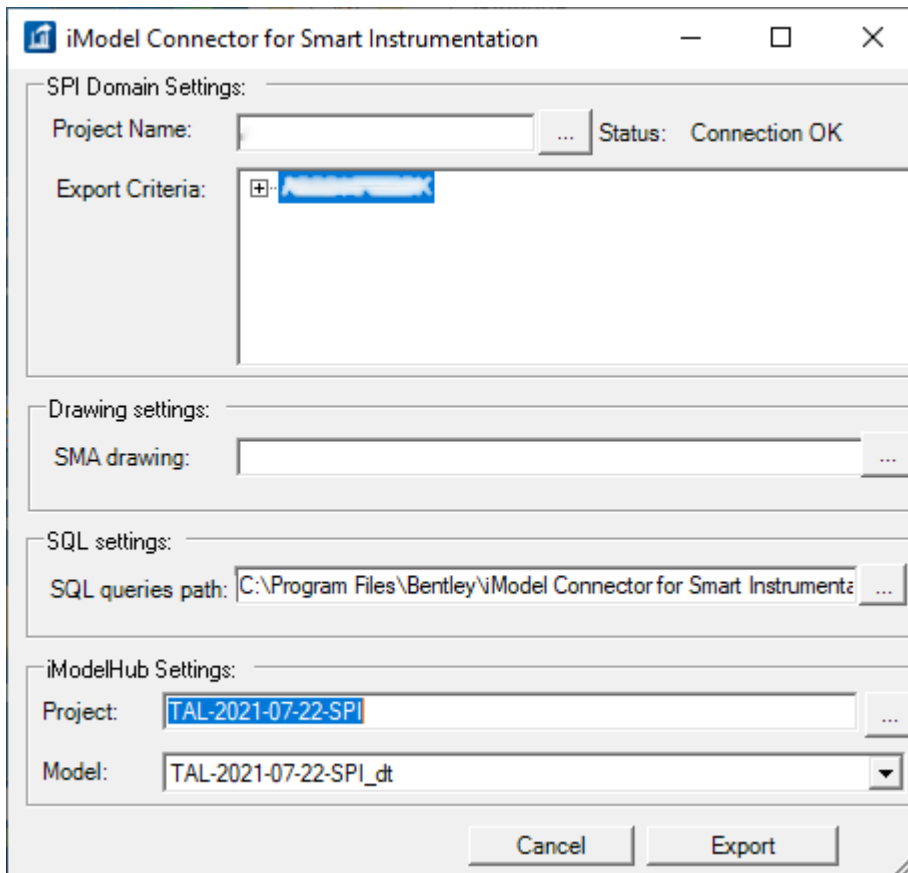 iModel Connector for Smart Instrumentation
SPI Domain Settings:
Project Name: ... Status: Connection OK
Export Criteria:
Drawing settings:
SMA drawing: ...
SQL settings:
SQL queries path: C:\Program Files\Bentley\iModel Connector for Smart Instrumenta ...
iModelHub Settings:
Project: TAL-2021-07-22-SPI ...
Model: TAL-2021-07-22-SPI_dt
Cancel Export